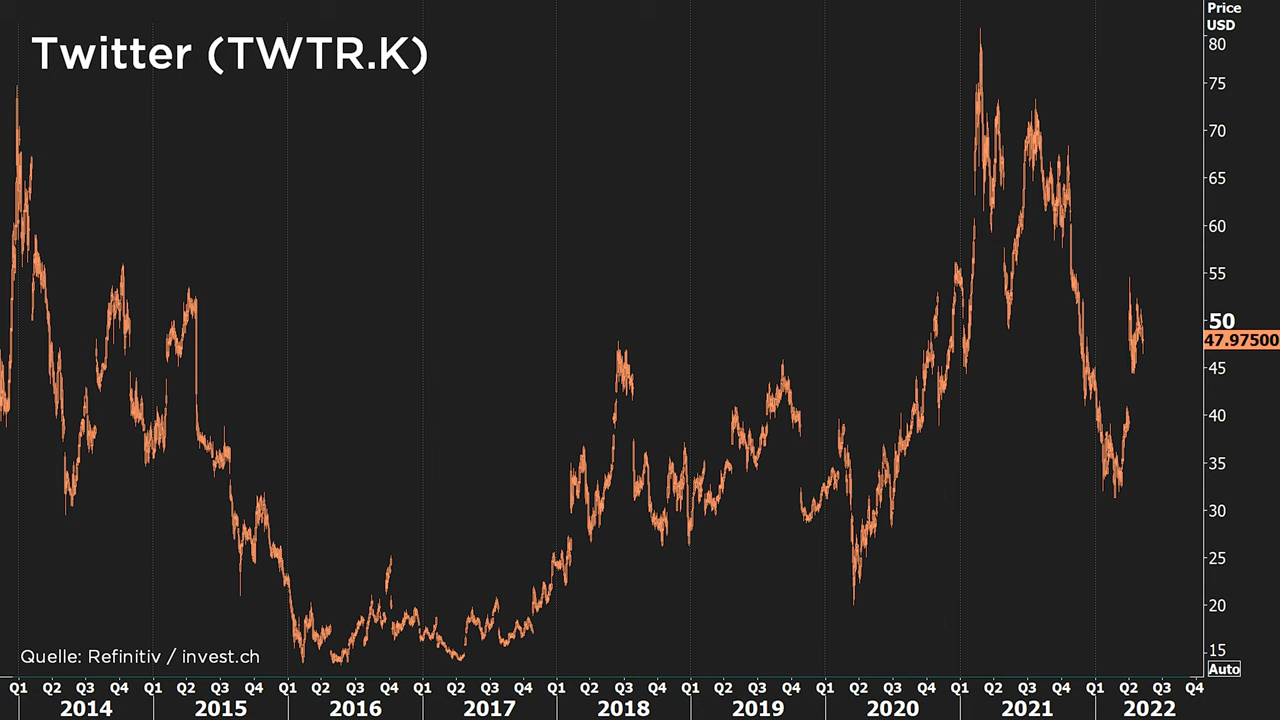 Twitter (TWTR.K)
Price
USD
80
75
70
65
60
55
50
47.97500
45
40
35
30
25
20
15
Auto
Quelle: Refinitiv / invest.ch
Q1 Q2 Q3 Q4 Q1 Q2 Q3 Q4 Q1 Q2 Q3 Q4 Q1 Q2 Q3 Q4 Q1 Q2 Q3 Q4 Q1 Q2 Q3 Q4 Q1 Q2 Q3 Q4 Q1 Q2 Q3 Q4 Q1 Q2 Q3 Q4
2014 2015 2016 2017 2018 2019 2020 2021 2022